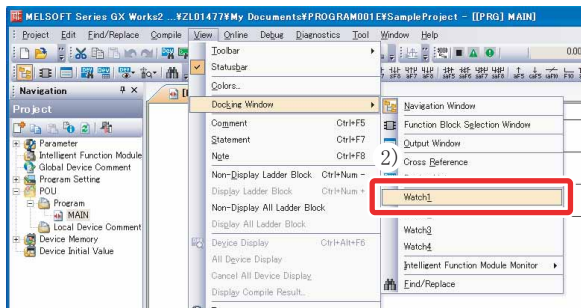 MELSOFT Series GX Works2 ...¥ZL01477¥My Documents¥PROGRAM001¥SampleProject - [[PRG] MAIN]
Project Edit Find/Replace Compile View Online Debug Diagnostics Tool Window Help
0.00
Navigation
Project
Parameter
Intelligent Function Module
Global Device Comment
Program Setting
POU
Program
MAIN
Local Device Comment
Device Memory
Device Initial Value
Toolbar
Statusbar
Colors...
Docking Window
Comment Ctrl+F5
Statement Ctrl+F7
Note Ctrl+F8
Non-Display Ladder Block Ctrl+Num -
Display Ladder Block Ctrl+Num +
Non-Display All Ladder Block
Display All Ladder Block
Device Display Ctrl+Alt+F6
All Device Display
Cancel All Device Display
Display Compile Result...
Navigation Window
Function Block Selection Window
Output Window
2)
Cross Reference
Watch1
Watch3
Watch4
Intelligent Function Module Monitor
Find/Replace